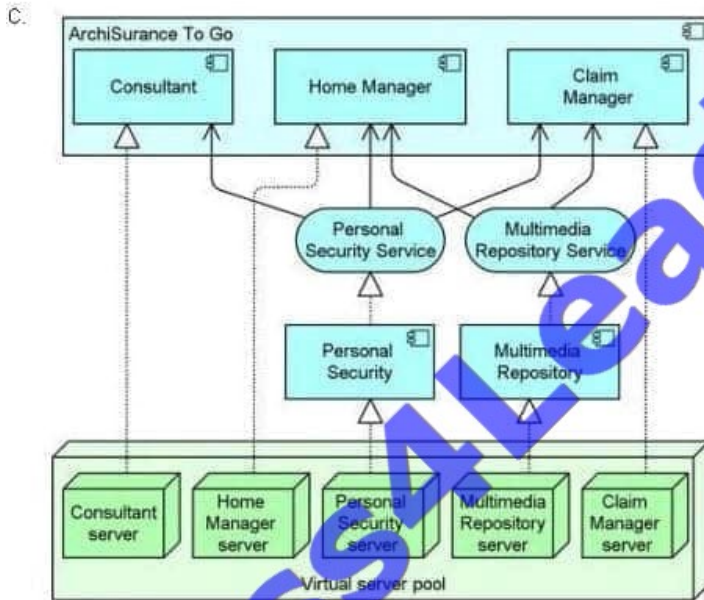 C.
ArchiSurance To Go
Consultant
Home Manager
Claim
Manager
Personal
Security Service
Multimedia
Repository Service
Personal
Security
Multimedia
Repository
Consultant
server
Home
Manager
server
Personal
Security
server
Multimedia
Repository
server
Claim
Manager
server
Virtual server pool